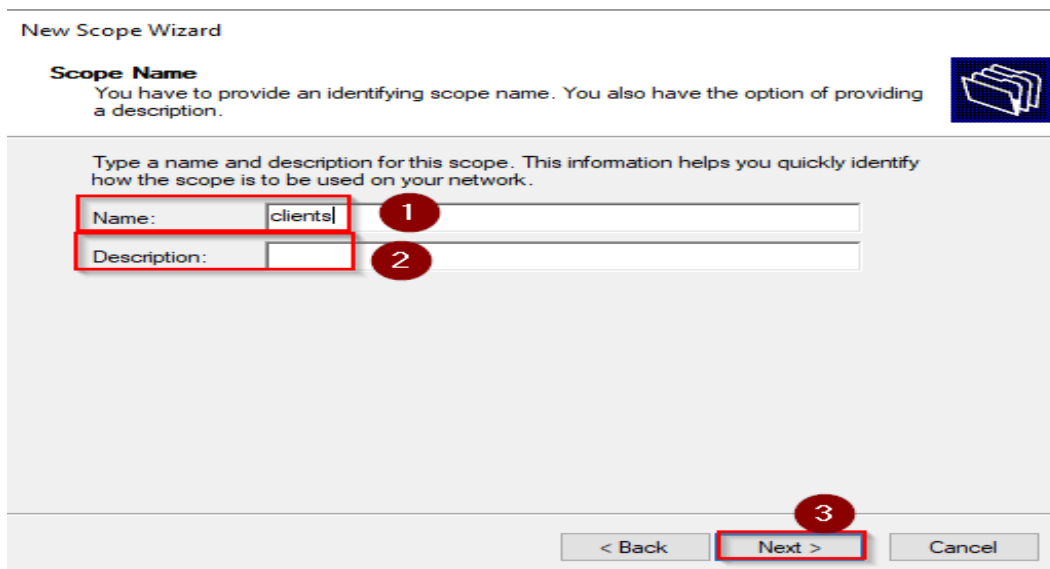 New Scope Wizard
Scope Name
You have to provide an identifying scope name. You also have the option of providing
a description.
Type a name and description for this scope. This information helps you quickly identify
how the scope is to be used on your network.
Name: clients 1
Description: 2
3
< Back Next > Cancel